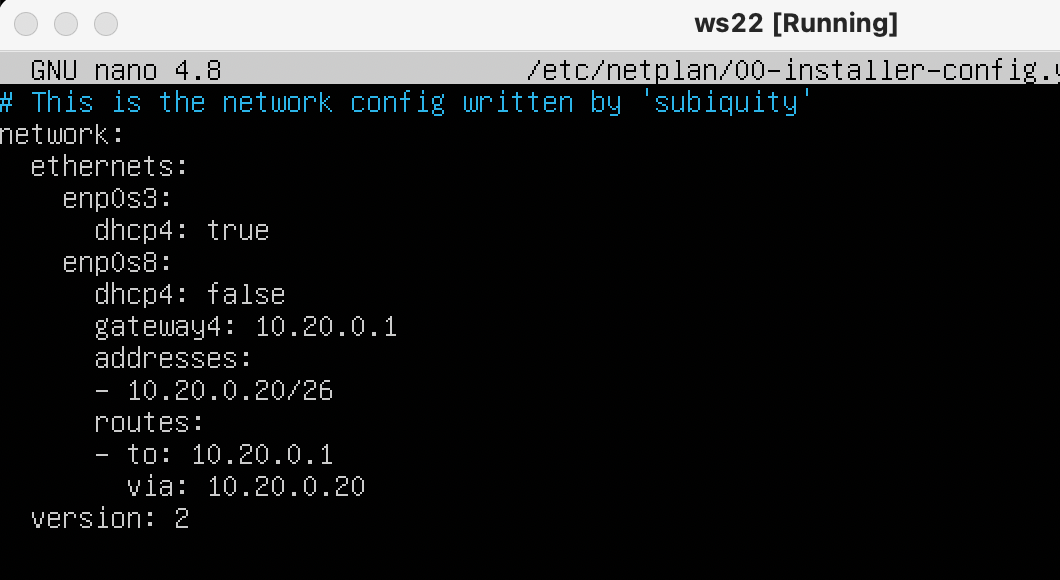 ws22 [Running]
GNU nano 4.8 /etc/netplan/00-installer-config.y
# This is the network config written by 'subiquity'
network:
  ethernets:
    enp0s3:
      dhcp4: true
    enp0s8:
      dhcp4: false
      gateway4: 10.20.0.1
      addresses:
      - 10.20.0.20/26
      routes:
      - to: 10.20.0.1
        via: 10.20.0.20
  version: 2